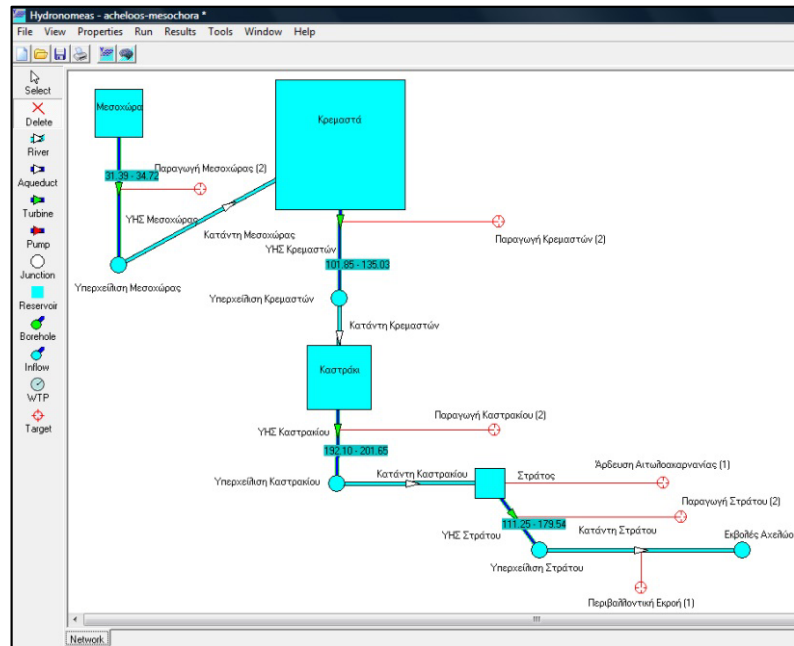 Hydronomeas - acheloos-mesochora *
File View Properties Run Results Tools Window Help
Select
Delete
River
Aqueduct
Turbine
Pump
Junction
Reservoir
Borehole
Inflow
WTP
Target
Μεσοχώρα
Κρεμαστά
31.39 - 34.72
Παραγωγή Μεσοχώρας (2)
ΥΗΣ Μεσοχώρας
Κατάντη Μεσοχώρας
Υπερχείλιση Μεσοχώρας
Παραγωγή Κρεμαστών (2)
ΥΗΣ Κρεμαστών
101.85 - 135.03
Υπερχείλιση Κρεμαστών
Κατάντη Κρεμαστών
Καστράκι
Παραγωγή Καστρακίου (2)
ΥΗΣ Καστρακίου
192.10 - 201.65
Υπερχείλιση Καστρακίου
Κατάντη Καστρακίου
Στράτος
Άρδευση Αιτωλοακαρνανίας (1)
Παραγωγή Στράτου (2)
111.25 - 179.54
ΥΗΣ Στράτου
Κατάντη Στράτου
Εκβολές Αχελώο
Υπερχείλιση Στράτου
Περιβαλλοντική Εκροή (1)
Network